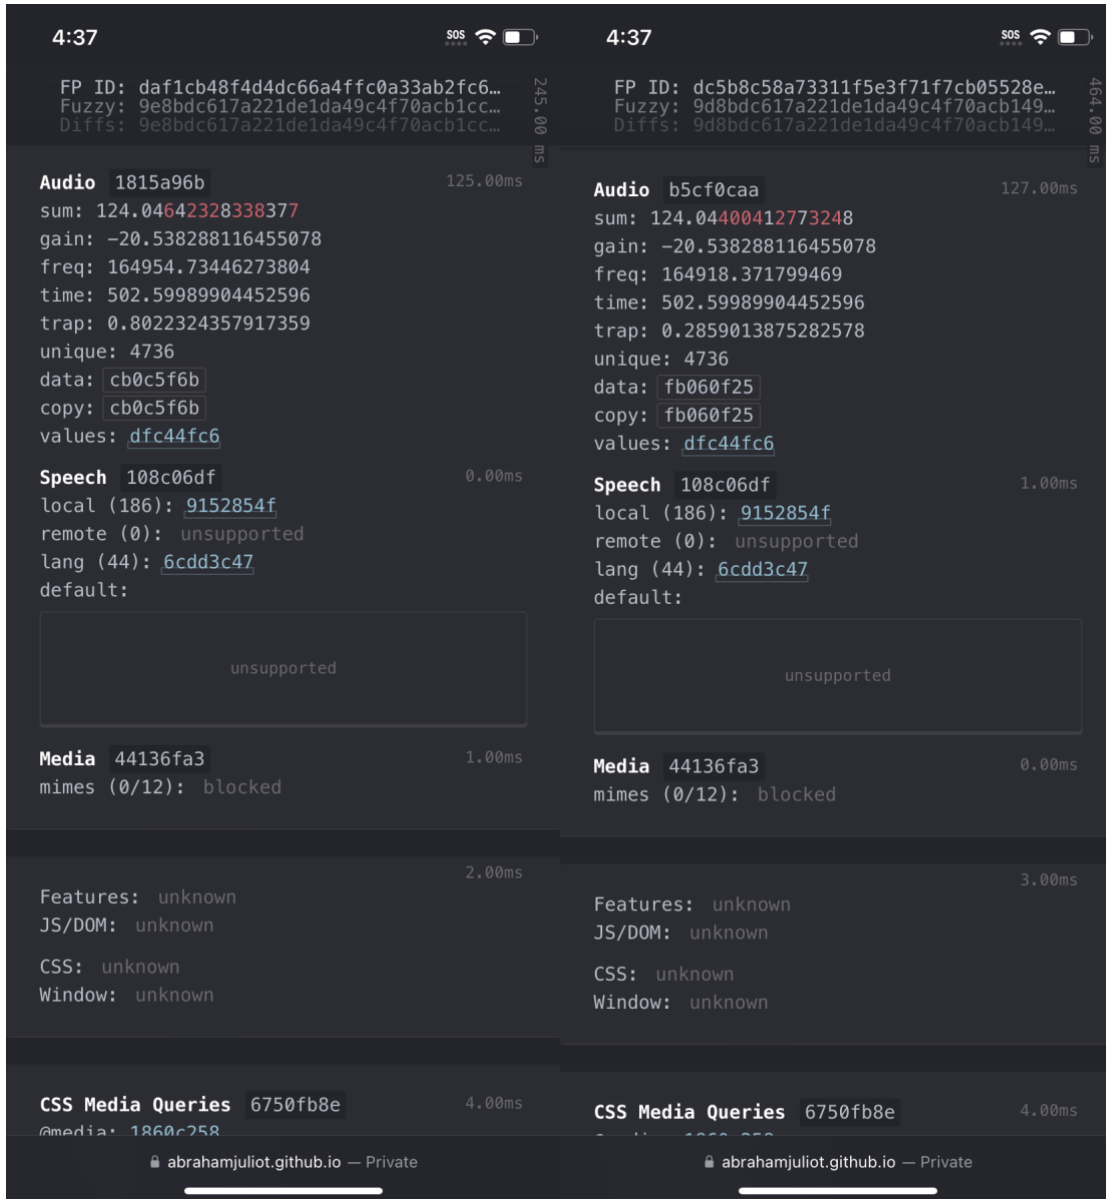 4:37
SOS
FP ID: daf1cb48f4d4dc66a4ffc0a33ab2fc6…
Fuzzy: 9e8bdc617a221de1da49c4f70acb1cc…
Diffs: 9e8bdc617a221de1da49c4f70acb1cc…
245.00 ms
Audio 1815a96b 125.00ms
sum: 124.04642328338377
gain: −20.538288116455078
freq: 164954.73446273804
time: 502.59989904452596
trap: 0.8022324357917359
unique: 4736
data: cb0c5f6b
copy: cb0c5f6b
values: dfc44fc6
Speech 108c06df 0.00ms
local (186): 9152854f
remote (0): unsupported
lang (44): 6cdd3c47
default:
unsupported
Media 44136fa3 1.00ms
mimes (0/12): blocked
2.00ms
Features: unknown
JS/DOM: unknown
CSS: unknown
Window: unknown
CSS Media Queries 6750fb8e 4.00ms
@media: 1860c258
abrahamjuliot.github.io — Private
4:37
SOS
FP ID: dc5b8c58a73311f5e3f71f7cb05528e…
Fuzzy: 9d8bdc617a221de1da49c4f70acb149…
Diffs: 9d8bdc617a221de1da49c4f70acb149…
464.00 ms
Audio b5cf0caa 127.00ms
sum: 124.04400412773248
gain: −20.538288116455078
freq: 164918.371799469
time: 502.59989904452596
trap: 0.2859013875282578
unique: 4736
data: fb060f25
copy: fb060f25
values: dfc44fc6
Speech 108c06df 1.00ms
local (186): 9152854f
remote (0): unsupported
lang (44): 6cdd3c47
default:
unsupported
Media 44136fa3 0.00ms
mimes (0/12): blocked
3.00ms
Features: unknown
JS/DOM: unknown
CSS: unknown
Window: unknown
CSS Media Queries 6750fb8e 4.00ms
abrahamjuliot.github.io — Private